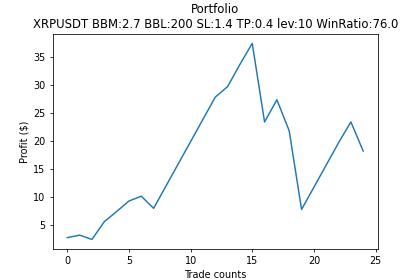 Portfolio
XRPUSDT BBM:2.7 BBL:200 SL:1.4 TP:0.4 lev:10 WinRatio:76.0
Profit ($)
35
30
25
20
15
10
5
0 5 10 15 20 25
Trade counts